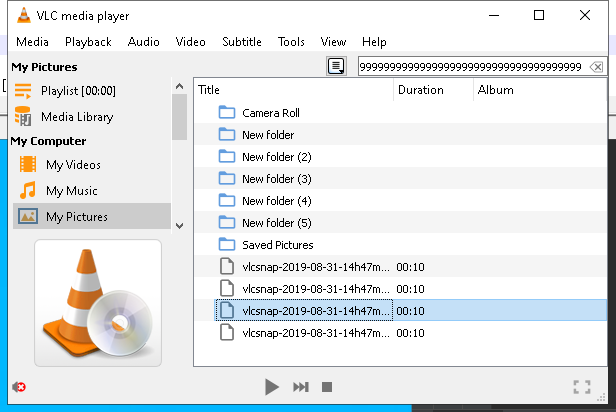 VLC media player
Media Playback Audio Video Subtitle Tools View Help
My Pictures
9999999999999999999999999999999999999
Playlist [00:00]
Media Library
My Computer
My Videos
My Music
My Pictures
Title Duration Album
Camera Roll
New folder
New folder (2)
New folder (3)
New folder (4)
New folder (5)
Saved Pictures
vlcsnap-2019-08-31-14h47m... 00:10
vlcsnap-2019-08-31-14h47m... 00:10
vlcsnap-2019-08-31-14h47m... 00:10
vlcsnap-2019-08-31-14h47m... 00:10